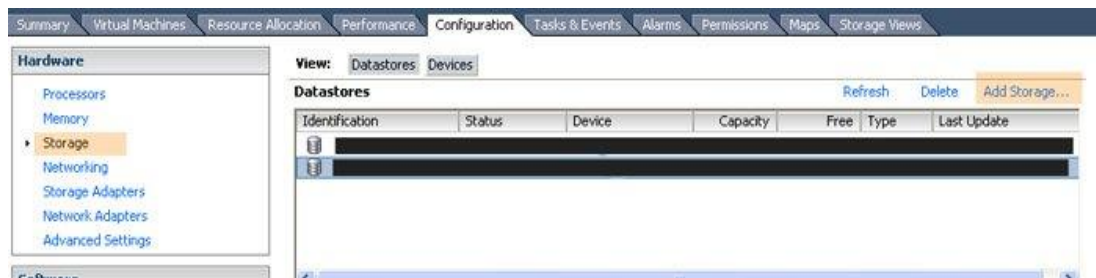 Summary Virtual Machines Resource Allocation Performance Configuration Tasks & Events Alarms Permissions Maps Storage Views
Hardware
Processors
Memory
Storage
Networking
Storage Adapters
Network Adapters
Advanced Settings
Software
View: Datastores Devices
Datastores Refresh Delete Add Storage...
Identification Status Device Capacity Free Type Last Update